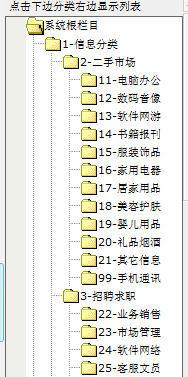 点击下边分类右边显示列表
系统根栏目
1-信息分类
2-二手市场
11-电脑办公
12-数码音像
13-软件网游
14-书籍报刊
15-服装饰品
16-家用电器
17-居家用品
18-美容护肤
19-婴儿用品
20-礼品烟酒
21-其它信息
99-手机通讯
3-招聘求职
22-业务销售
23-市场管理
24-软件网络
25-客服文员